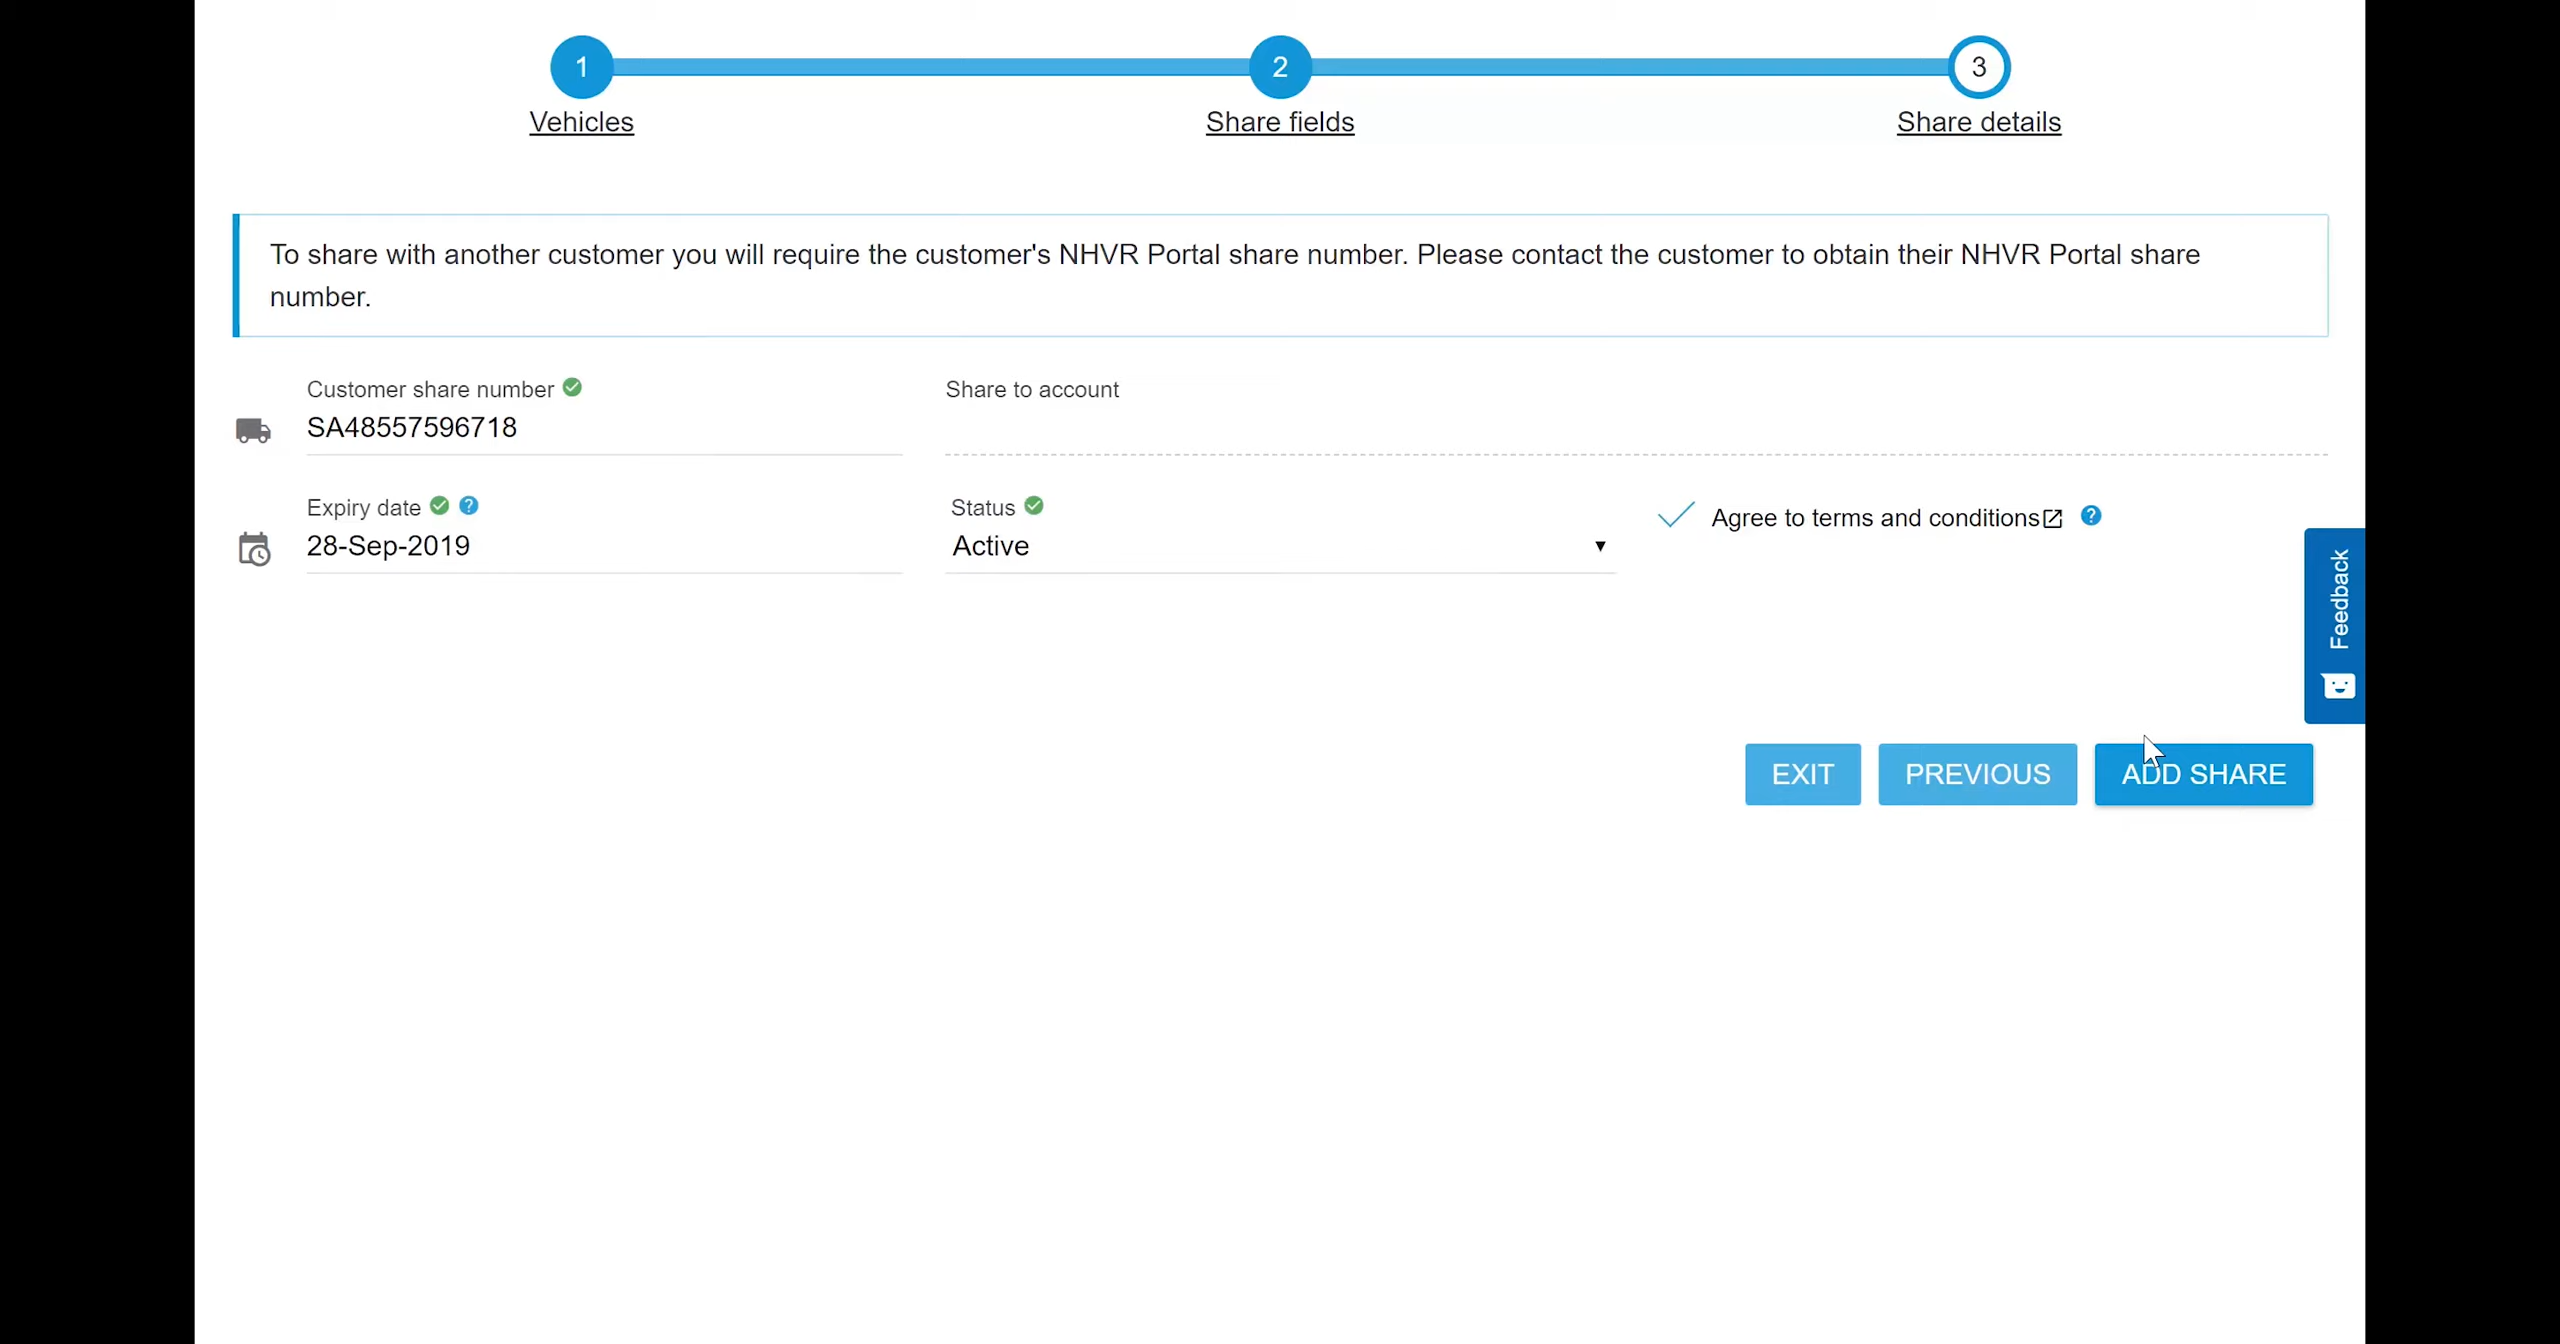 1
2
3
Vehicles
Share fields
Share details
To share with another customer you will require the customer's NHVR Portal share number. Please contact the customer to obtain their NHVR Portal share
number.
Customer share number
SA48557596718
Share to account
Expiry date
28-Sep-2019
Status
Active
Agree to terms and conditions
Feedback
EXIT
PREVIOUS
ADD SHARE